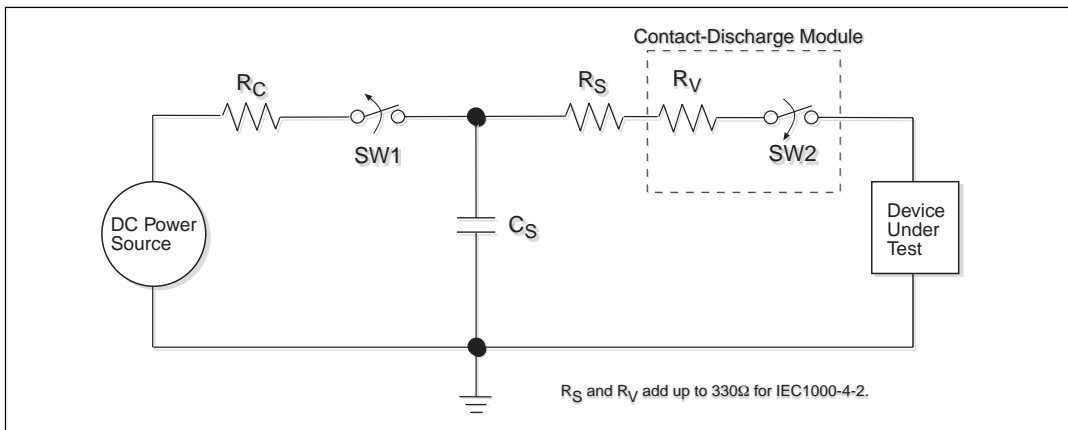 Contact-Discharge Module
RC
RS
RV
SW1
SW2
DC Power
Source
CS
Device
Under
Test
RS and RV add up to 330Ω for IEC1000-4-2.